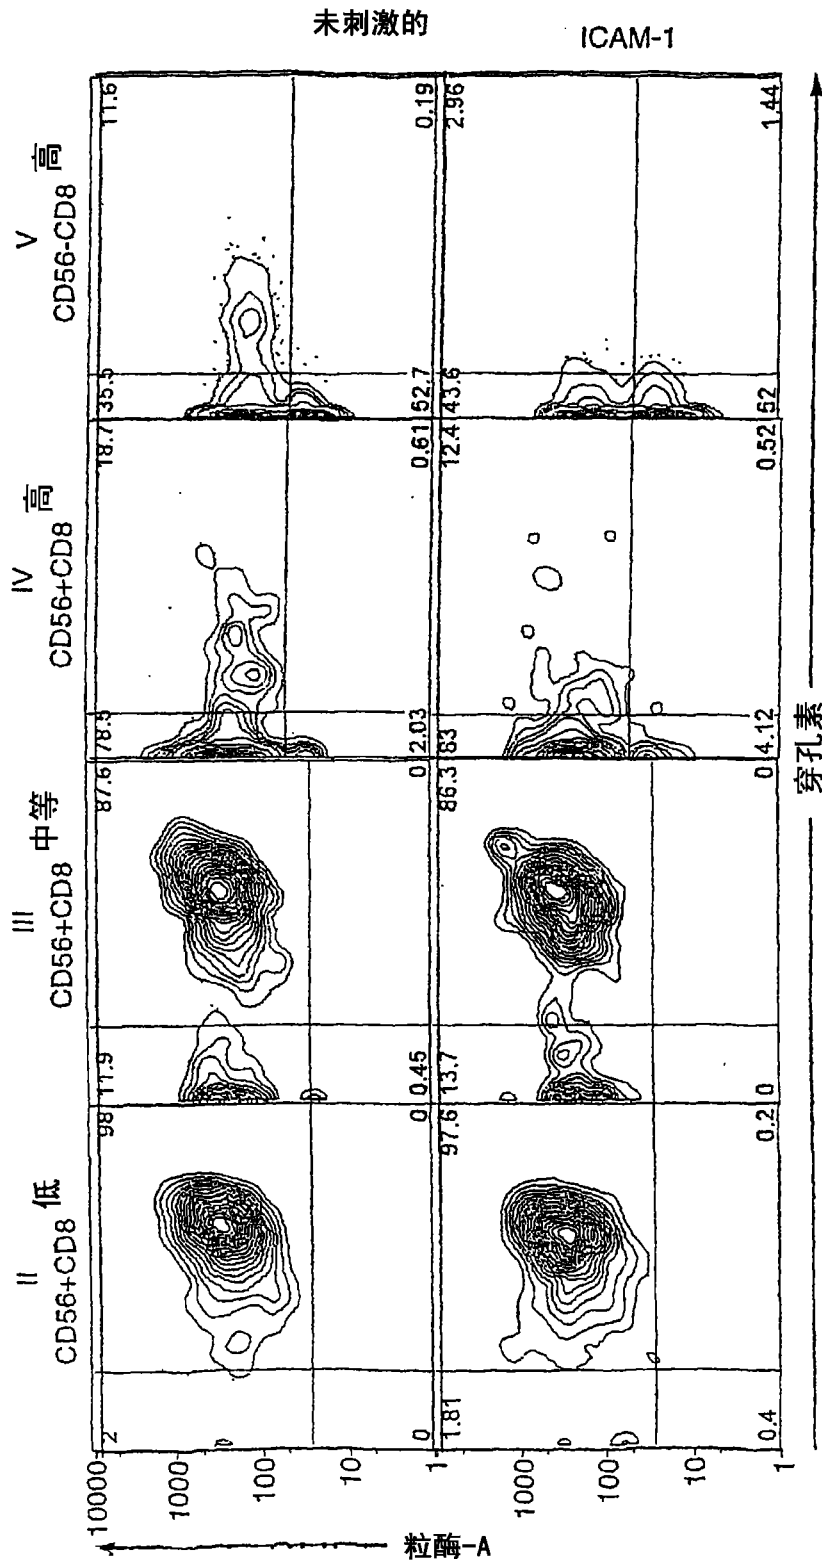 II
III
IV
V
CD56+CD8 低
CD56+CD8 中等
CD56+CD8 高
CD56-CD8 高
未刺激的
10000
1000
100
10
1
2 98
11.9 87.6
78.5 18.7
35.5 11.6
0 0
0.45 0
2.03 0.61
52.7 0.19
ICAM-1
1000
100
10
1
1.81 97.6
13.7 86.3
83 12.4
43.6 2.96
0.4 0.2
0 0
4.12 0.52
52 1.44
粒酶-A
穿孔素